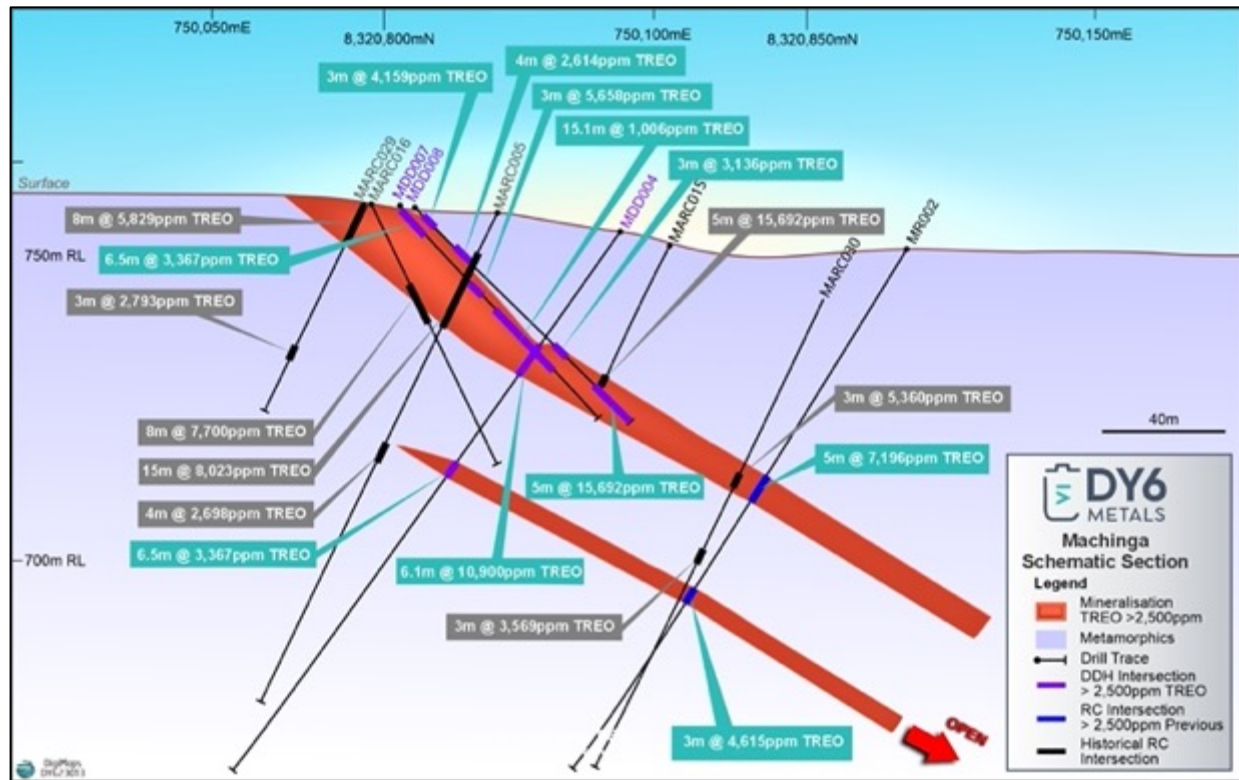 750,050mE
8,320,800mN
750,100mE
8,320,850mN
750,150mE
4m @ 2,614ppm TREO
3m @ 4,159ppm TREO
3m @ 5,658ppm TREO
15.1m @ 1,006ppm TREO
3m @ 3,136ppm TREO
MARC029
MARC016
MDD007
MDD008
MARC005
MDD004
MARC015
MARC030
MR002
Surface
8m @ 5,829ppm TREO
5m @ 15,692ppm TREO
6.5m @ 3,367ppm TREO
750m RL
3m @ 2,793ppm TREO
3m @ 5,360ppm TREO
40m
8m @ 7,700ppm TREO
15m @ 8,023ppm TREO
5m @ 7,196ppm TREO
5m @ 15,692ppm TREO
4m @ 2,698ppm TREO
6.5m @ 3,367ppm TREO
700m RL
6.1m @ 10,900ppm TREO
3m @ 3,569ppm TREO
3m @ 4,615ppm TREO
OPEN
DY6
METALS
Machinga
Schematic Section
Legend
Mineralisation
TREO >2,500ppm
Metamorphics
Drill Trace
DDH Intersection
> 2,500ppm TREO
RC Intersection
> 2,500ppm Previous
Historical RC
Intersection
DigMaps